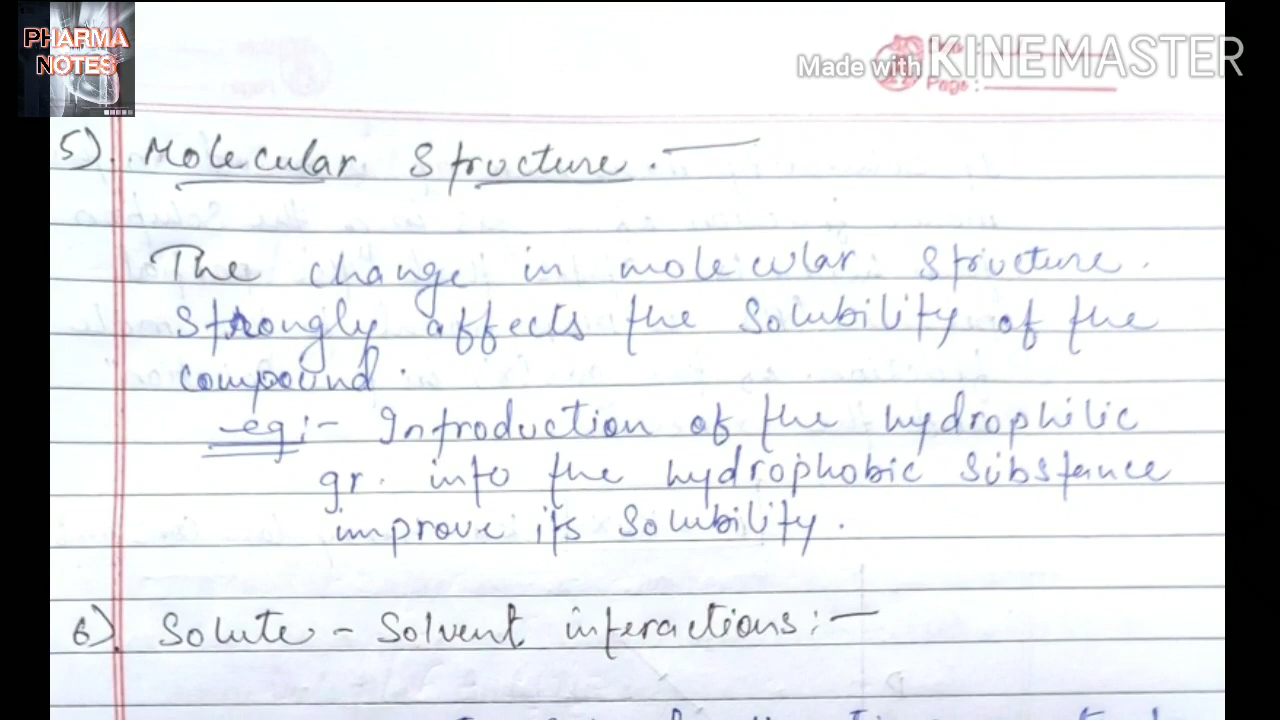 PHARMA
NOTES
Made with KINEMASTER
Page:
5). Molecular Structure. —
The change in molecular structure.
strongly affects the solubility of the
compound.
eg:- Introduction of the hydrophilic
gr. into the hydrophobic substance
improve its solubility.
6). Solute - Solvent interactions:-